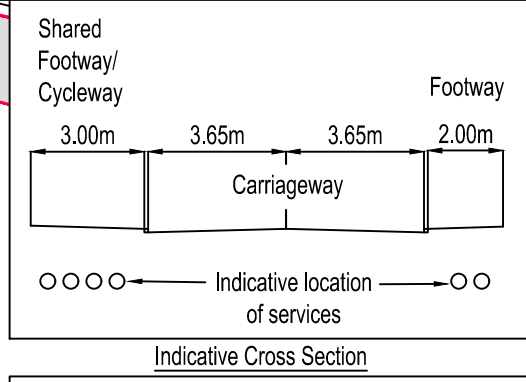 Shared
Footway/
Cycleway
Footway
3.00m 3.65m 3.65m 2.00m
Carriageway
Indicative location
of services
Indicative Cross Section